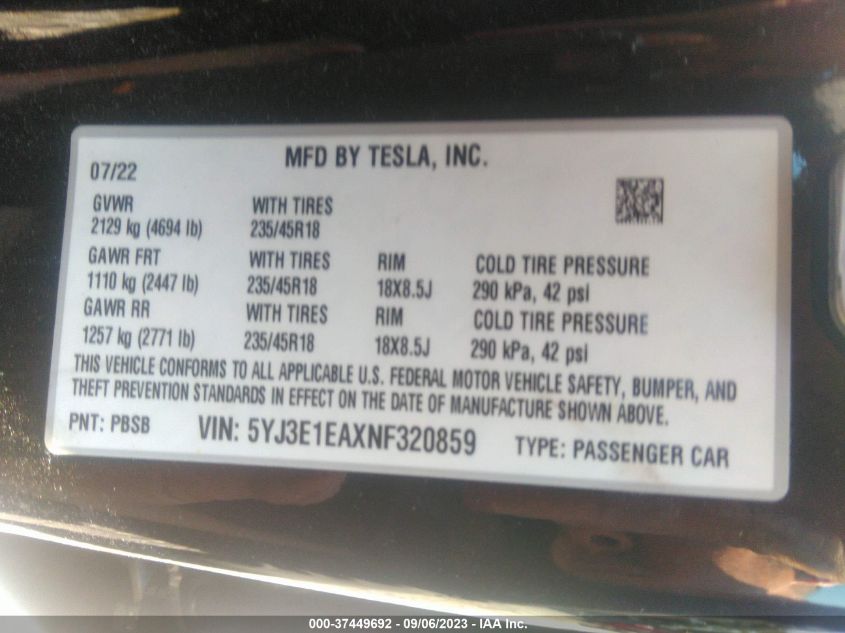 MFD BY TESLA, INC.
07/22
GVWR WITH TIRES
2129 kg (4694 lb) 235/45R18
GAWR FRT WITH TIRES RIM COLD TIRE PRESSURE
1110 kg (2447 lb) 235/45R18 18X8.5J 290 kPa, 42 psi
GAWR RR WITH TIRES RIM COLD TIRE PRESSURE
1257 kg (2771 lb) 235/45R18 18X8.5J 290 kPa, 42 psi
THIS VEHICLE CONFORMS TO ALL APPLICABLE U.S. FEDERAL MOTOR VEHICLE SAFETY, BUMPER, AND
THEFT PREVENTION STANDARDS IN EFFECT ON THE DATE OF MANUFACTURE SHOWN ABOVE.
PNT: PBSB VIN: 5YJ3E1EAXNF320859 TYPE: PASSENGER CAR
000-37449692 - 09/06/2023 - IAA Inc.